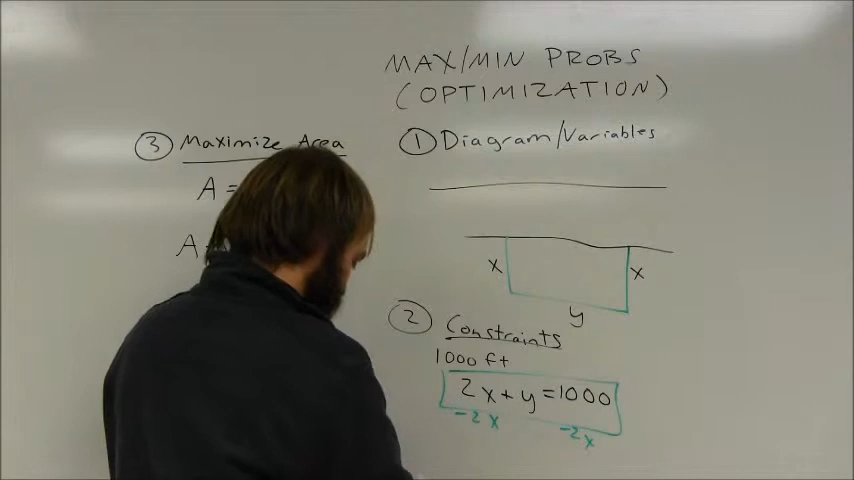 MAX/MIN PROBS
(OPTIMIZATION)
③ Maximize Area
A =
A
① Diagram/Variables
x
x
y
② Constraints
1000 ft
2x + y = 1000
-2x -2x